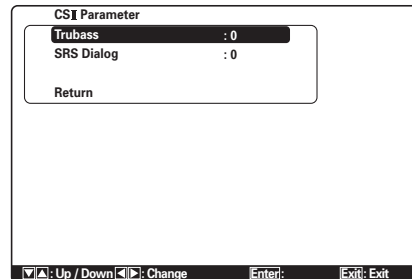 CSⅡ Parameter
Trubass : 0
SRS Dialog : 0
Return
▼▲: Up / Down ◀▶: Change Enter: Exit: Exit